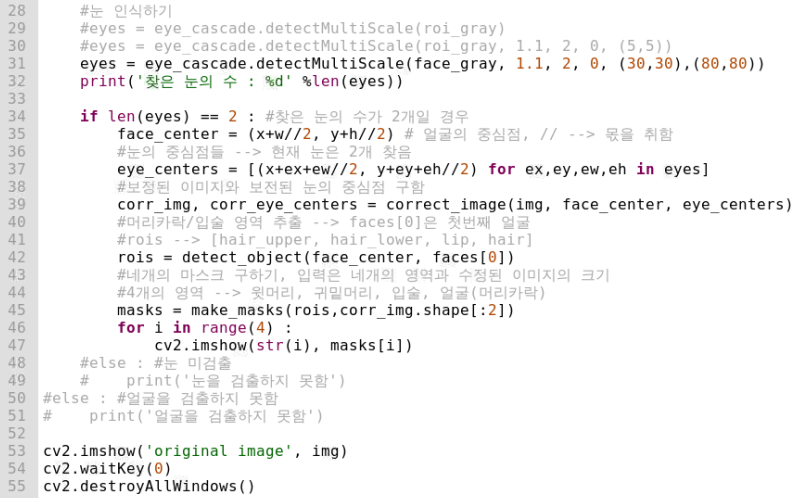 28 #눈 인식하기
29 #eyes = eye_cascade.detectMultiScale(roi_gray)
30 #eyes = eye_cascade.detectMultiScale(roi_gray, 1.1, 2, 0, (5,5))
31 eyes = eye_cascade.detectMultiScale(face_gray, 1.1, 2, 0, (30,30),(80,80))
32 print('찾은 눈의 수 : %d' %len(eyes))
33
34 if len(eyes) == 2 : #찾은 눈의 수가 2개일 경우
35 face_center = (x+w//2, y+h//2) # 얼굴의 중심점, // --> 몫을 취함
36 #눈의 중심점들 --> 현재 눈은 2개 찾음
37 eye_centers = [(x+ex+ew//2, y+ey+eh//2) for ex,ey,ew,eh in eyes]
38 #보정된 이미지와 보전된 눈의 중심점 구함
39 corr_img, corr_eye_centers = correct_image(img, face_center, eye_centers)
40 #머리카락/입술 영역 추출 --> faces[0]은 첫번째 얼굴
41 #rois --> [hair_upper, hair_lower, lip, hair]
42 rois = detect_object(face_center, faces[0])
43 #네개의 마스크 구하기, 입력은 네개의 영역과 수정된 이미지의 크기
44 #4개의 영역 --> 윗머리, 귀밑머리, 입술, 얼굴(머리카락)
45 masks = make_masks(rois,corr_img.shape[:2])
46 for i in range(4) :
47 cv2.imshow(str(i), masks[i])
48 #else : #눈 미검출
49 # print('눈을 검출하지 못함')
50 #else : #얼굴을 검출하지 못함
51 # print('얼굴을 검출하지 못함')
52
53 cv2.imshow('original image', img)
54 cv2.waitKey(0)
55 cv2.destroyAllWindows()